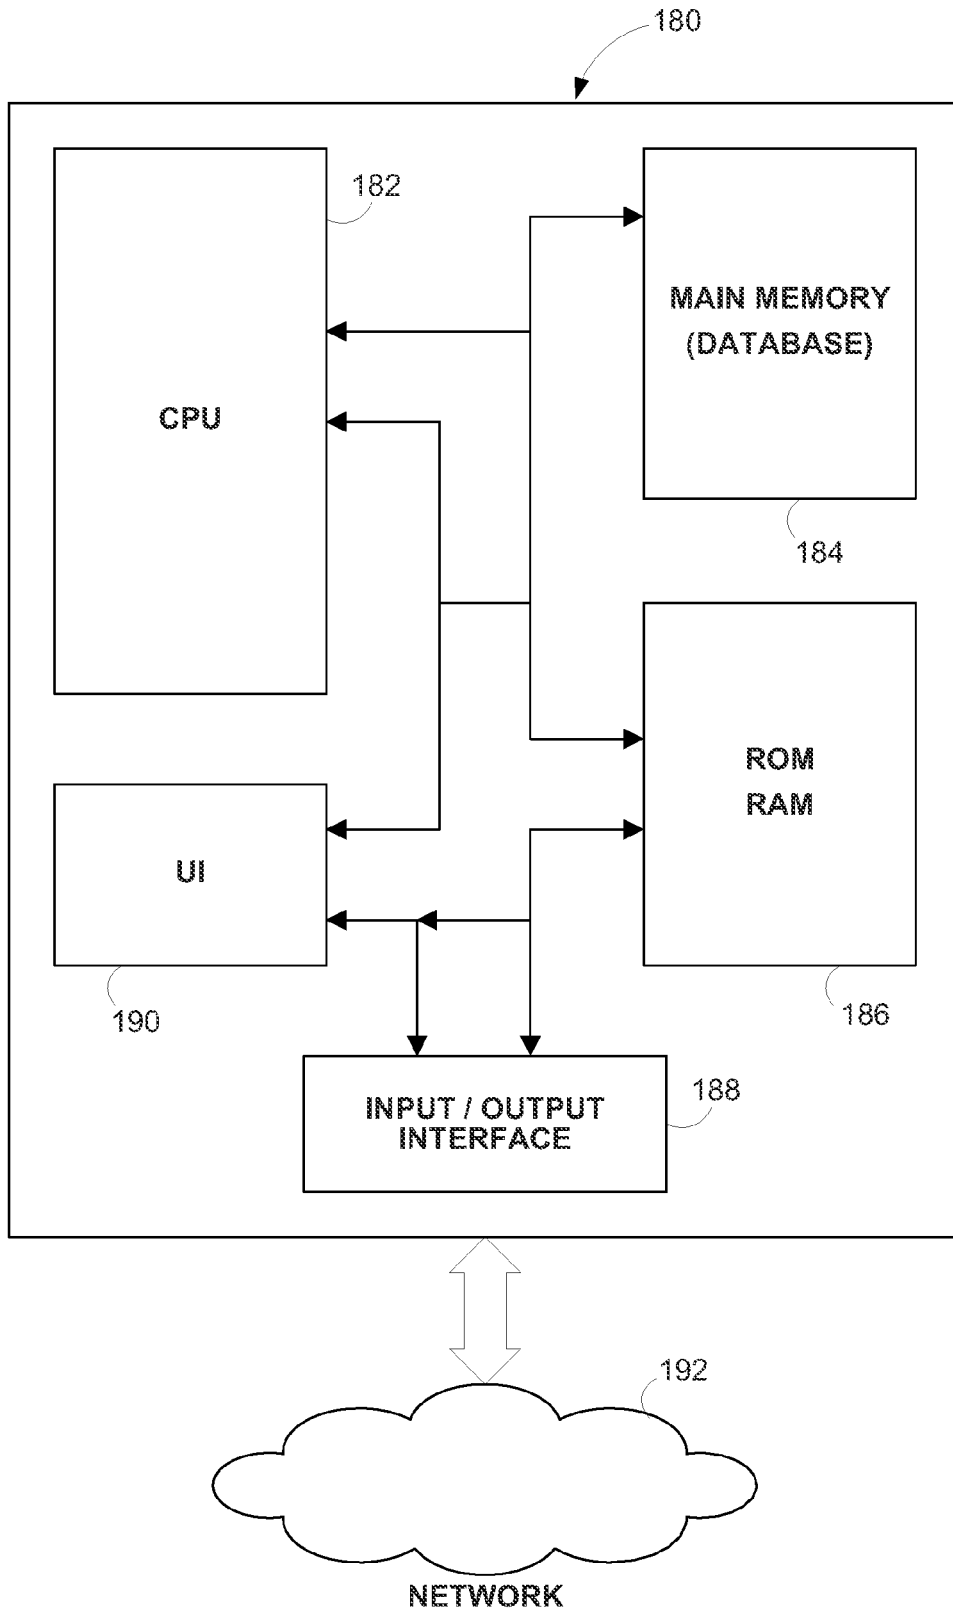 180
182
CPU
MAIN MEMORY
(DATABASE)
184
ROM
RAM
186
UI
190
INPUT / OUTPUT
INTERFACE
188
192
NETWORK